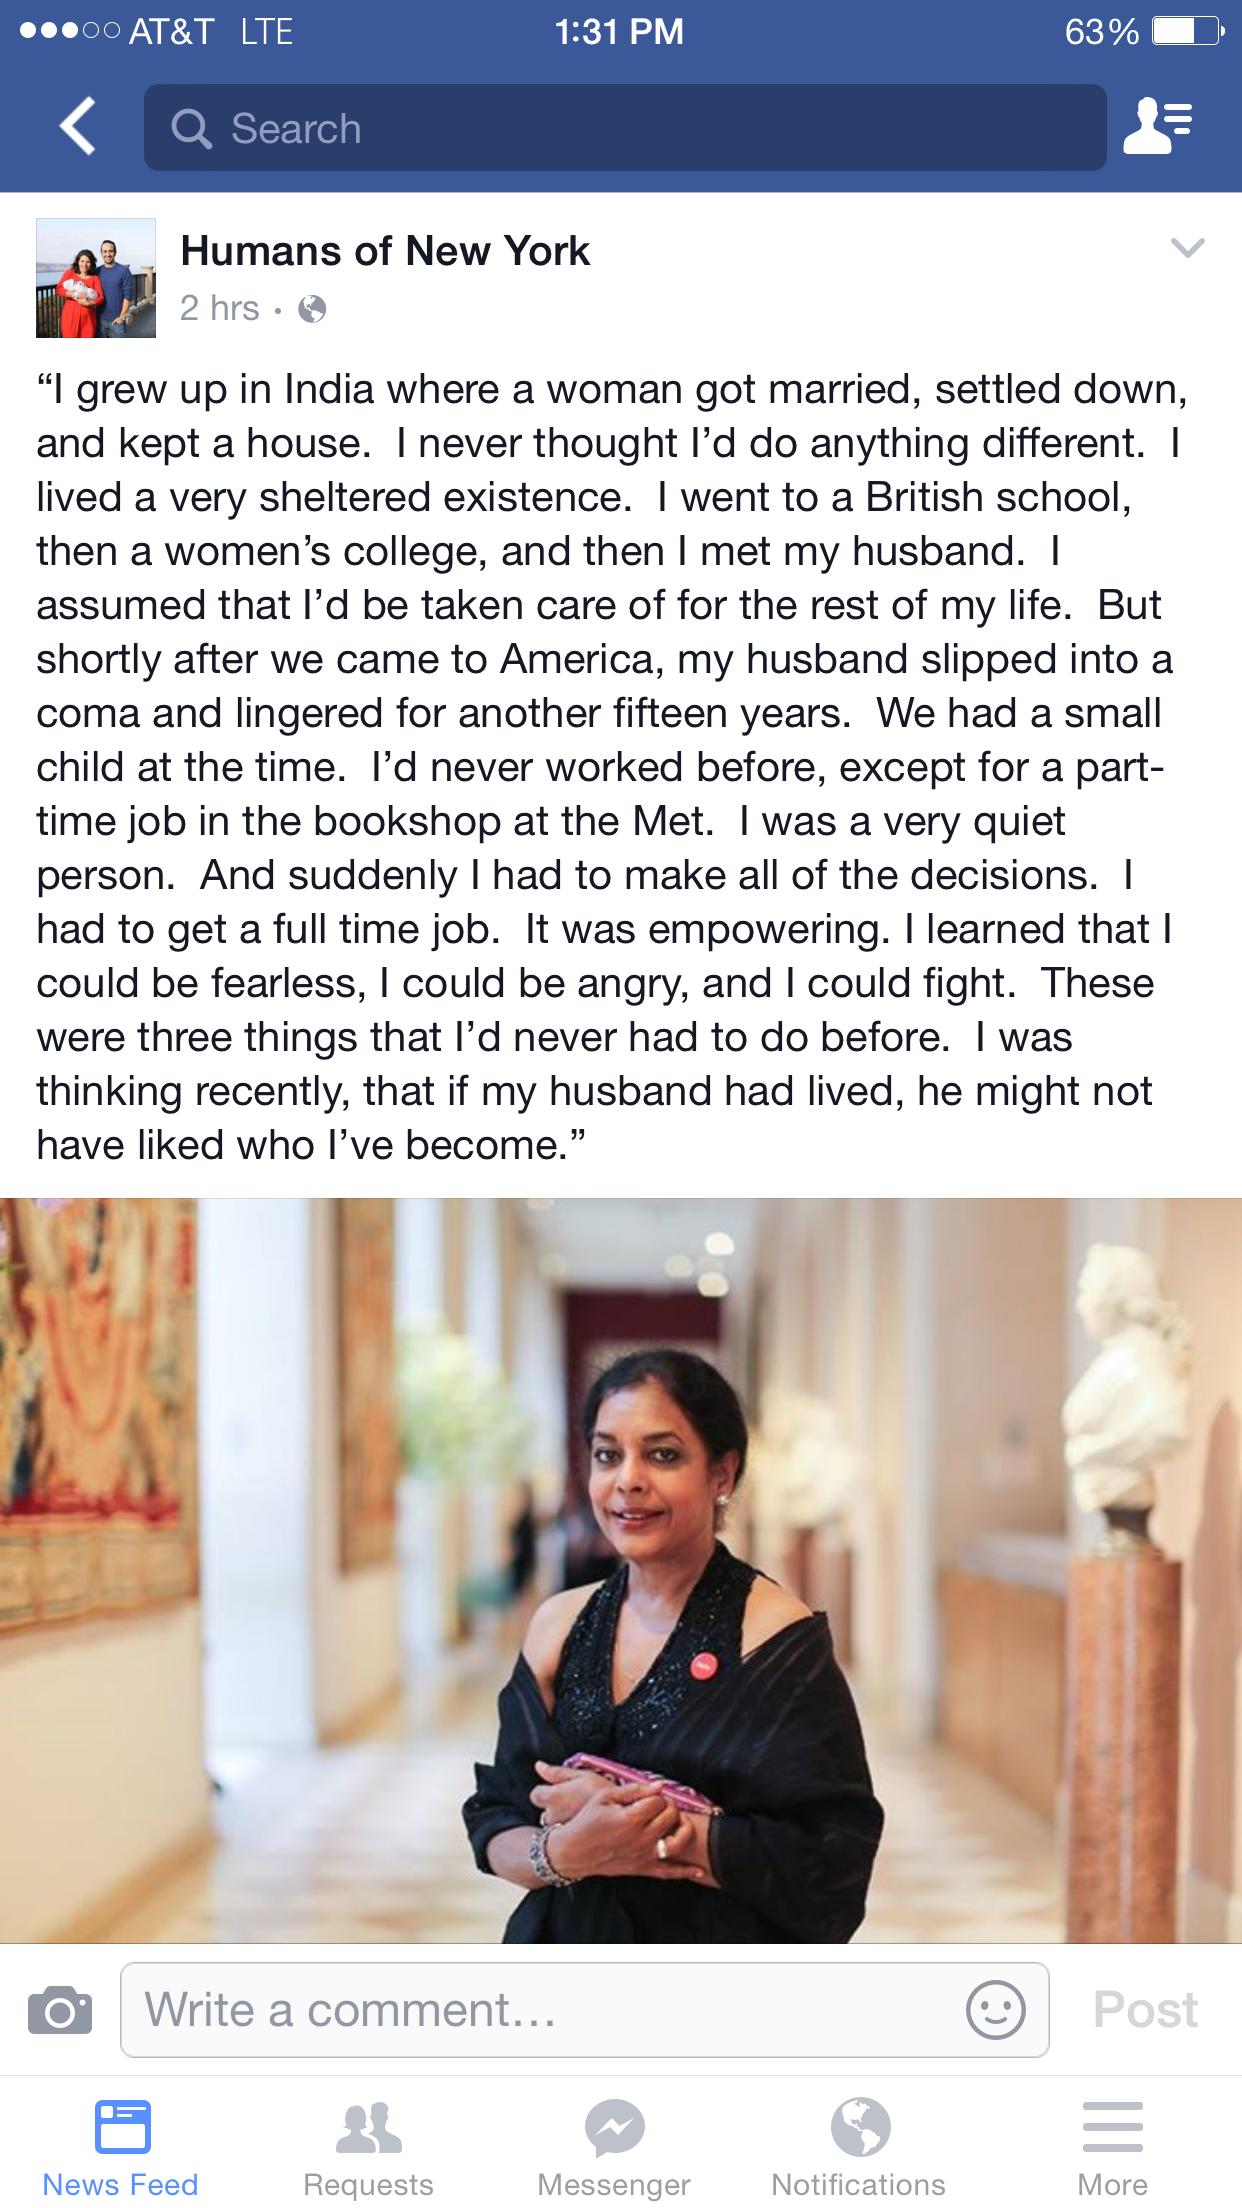 AT&T LTE 1:31 PM 63%
Search
Humans of New York
2 hrs ·
“I grew up in India where a woman got married, settled down,
and kept a house.  I never thought I’d do anything different.  I
lived a very sheltered existence.  I went to a British school,
then a women’s college, and then I met my husband.  I
assumed that I’d be taken care of for the rest of my life.  But
shortly after we came to America, my husband slipped into a
coma and lingered for another fifteen years.  We had a small
child at the time.  I’d never worked before, except for a part-
time job in the bookshop at the Met.  I was a very quiet
person.  And suddenly I had to make all of the decisions.  I
had to get a full time job.  It was empowering. I learned that I
could be fearless, I could be angry, and I could fight.  These
were three things that I’d never had to do before.  I was
thinking recently, that if my husband had lived, he might not
have liked who I’ve become.”
Write a comment...
Post
News Feed Requests Messenger Notifications More